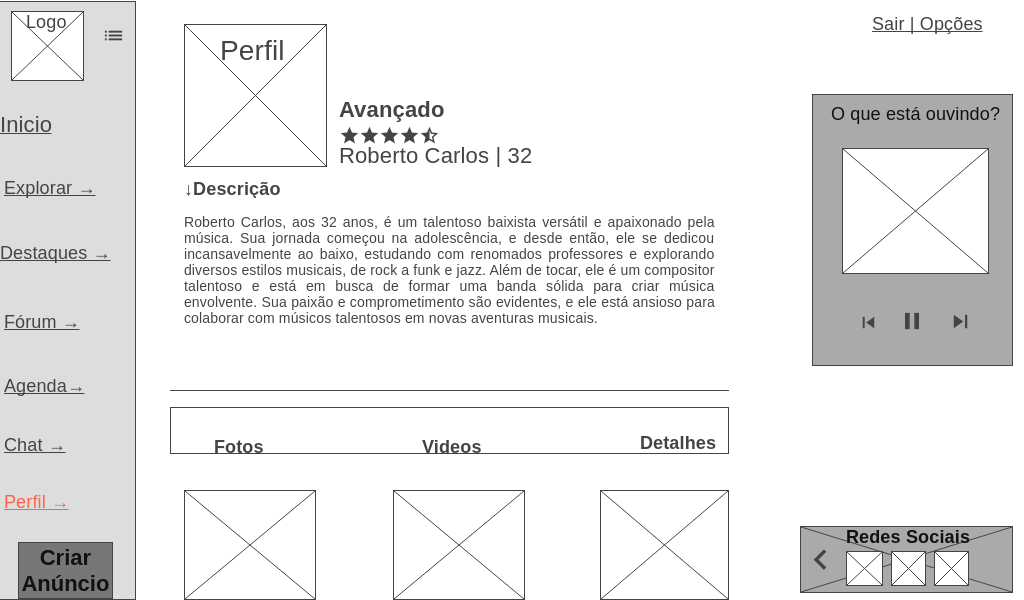 Logo
Inicio
Explorar →
Destaques →
Fórum →
Agenda→
Chat →
Perfil →
Criar
Anúncio
Perfil
Avançado
Roberto Carlos | 32
↓Descrição
Roberto Carlos, aos 32 anos, é um talentoso baixista versátil e apaixonado pela
música. Sua jornada começou na adolescência, e desde então, ele se dedicou
incansavelmente ao baixo, estudando com renomados professores e explorando
diversos estilos musicais, de rock a funk e jazz. Além de tocar, ele é um compositor
talentoso e está em busca de formar uma banda sólida para criar música
envolvente. Sua paixão e comprometimento são evidentes, e ele está ansioso para
colaborar com músicos talentosos em novas aventuras musicais.
Fotos
Videos
Detalhes
Sair | Opções
O que está ouvindo?
Redes Sociais